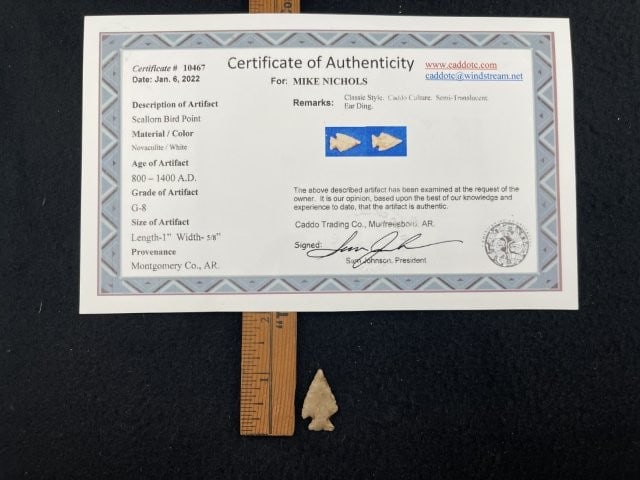 Certificate # 10467
Date: Jan. 6, 2022
Certificate of Authenticity
For: MIKE NICHOLS
www.caddotc.com
caddotc@windstream.net
Description of Artifact
Scallorn Bird Point
Material / Color
Novaculite / White
Age of Artifact
800 – 1400 A.D.
Grade of Artifact
G-8
Size of Artifact
Length-1" Width- 5/8"
Provenance
Montgomery Co., AR.
Remarks: Classic Style. Caddo Culture. Semi-Translucent.
Ear Ding.
The above described artifact has been examined at the request of the
owner. It is our opinion, based upon the best of our knowledge and
experience to date, that the artifact is authentic.
Caddo Trading Co., Murfreesboro, AR.
Signed:
Sam Johnson, President
2
1